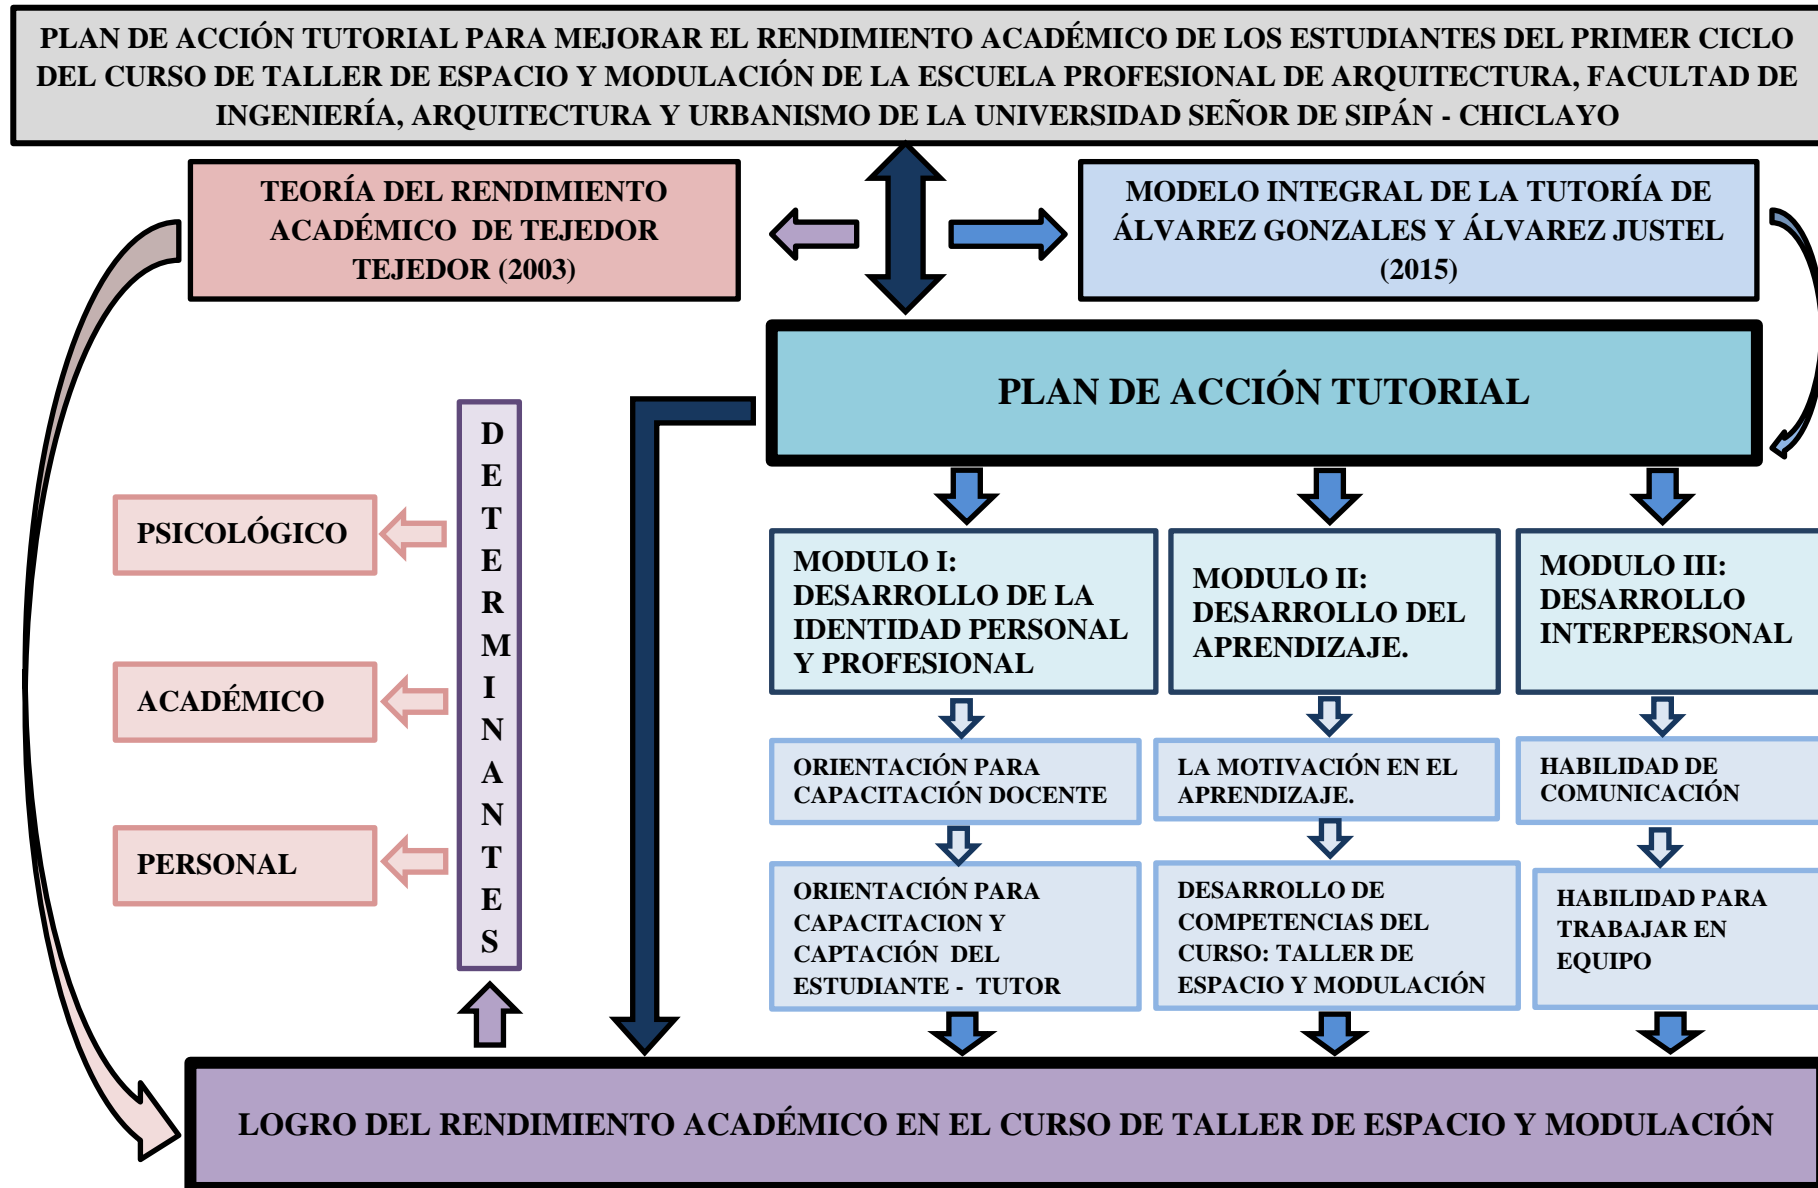 PLAN DE ACCIÓN TUTORIAL PARA MEJORAR EL RENDIMIENTO ACADÉMICO DE LOS ESTUDIANTES DEL PRIMER CICLO
DEL CURSO DE TALLER DE ESPACIO Y MODULACIÓN DE LA ESCUELA PROFESIONAL DE ARQUITECTURA, FACULTAD DE
INGENIERÍA, ARQUITECTURA Y URBANISMO DE LA UNIVERSIDAD SEÑOR DE SIPÁN - CHICLAYO
TEORÍA DEL RENDIMIENTO
ACADÉMICO DE TEJEDOR
TEJEDOR (2003)
MODELO INTEGRAL DE LA TUTORÍA DE
ÁLVAREZ GONZALES Y ÁLVAREZ JUSTEL
(2015)
PLAN DE ACCIÓN TUTORIAL
D
E
T
E
R
M
I
N
A
N
T
E
S
PSICOLÓGICO
ACADÉMICO
PERSONAL
MODULO I:
DESARROLLO DE LA
IDENTIDAD PERSONAL
Y PROFESIONAL
ORIENTACIÓN PARA
CAPACITACIÓN DOCENTE
ORIENTACIÓN PARA
CAPACITACION Y
CAPTACIÓN DEL
ESTUDIANTE - TUTOR
MODULO II:
DESARROLLO DEL
APRENDIZAJE.
LA MOTIVACIÓN EN EL
APRENDIZAJE.
DESARROLLO DE
COMPETENCIAS DEL
CURSO: TALLER DE
ESPACIO Y MODULACIÓN
MODULO III:
DESARROLLO
INTERPERSONAL
HABILIDAD DE
COMUNICACIÓN
HABILIDAD PARA
TRABAJAR EN
EQUIPO
LOGRO DEL RENDIMIENTO ACADÉMICO EN EL CURSO DE TALLER DE ESPACIO Y MODULACIÓN